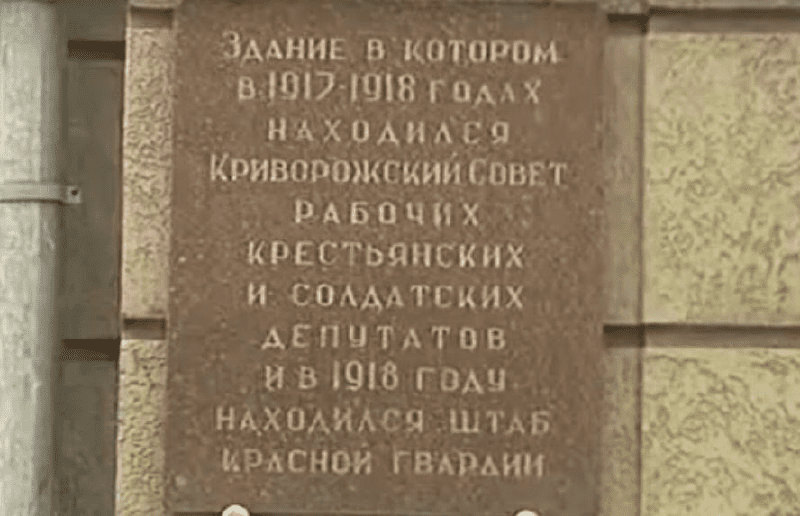 Здание в котором
в 1917-1918 годах
находился
Криворожский Совет
рабочих
крестьянских
и солдатских
депутатов
и в 1918 году
находился штаб
красной гвардии